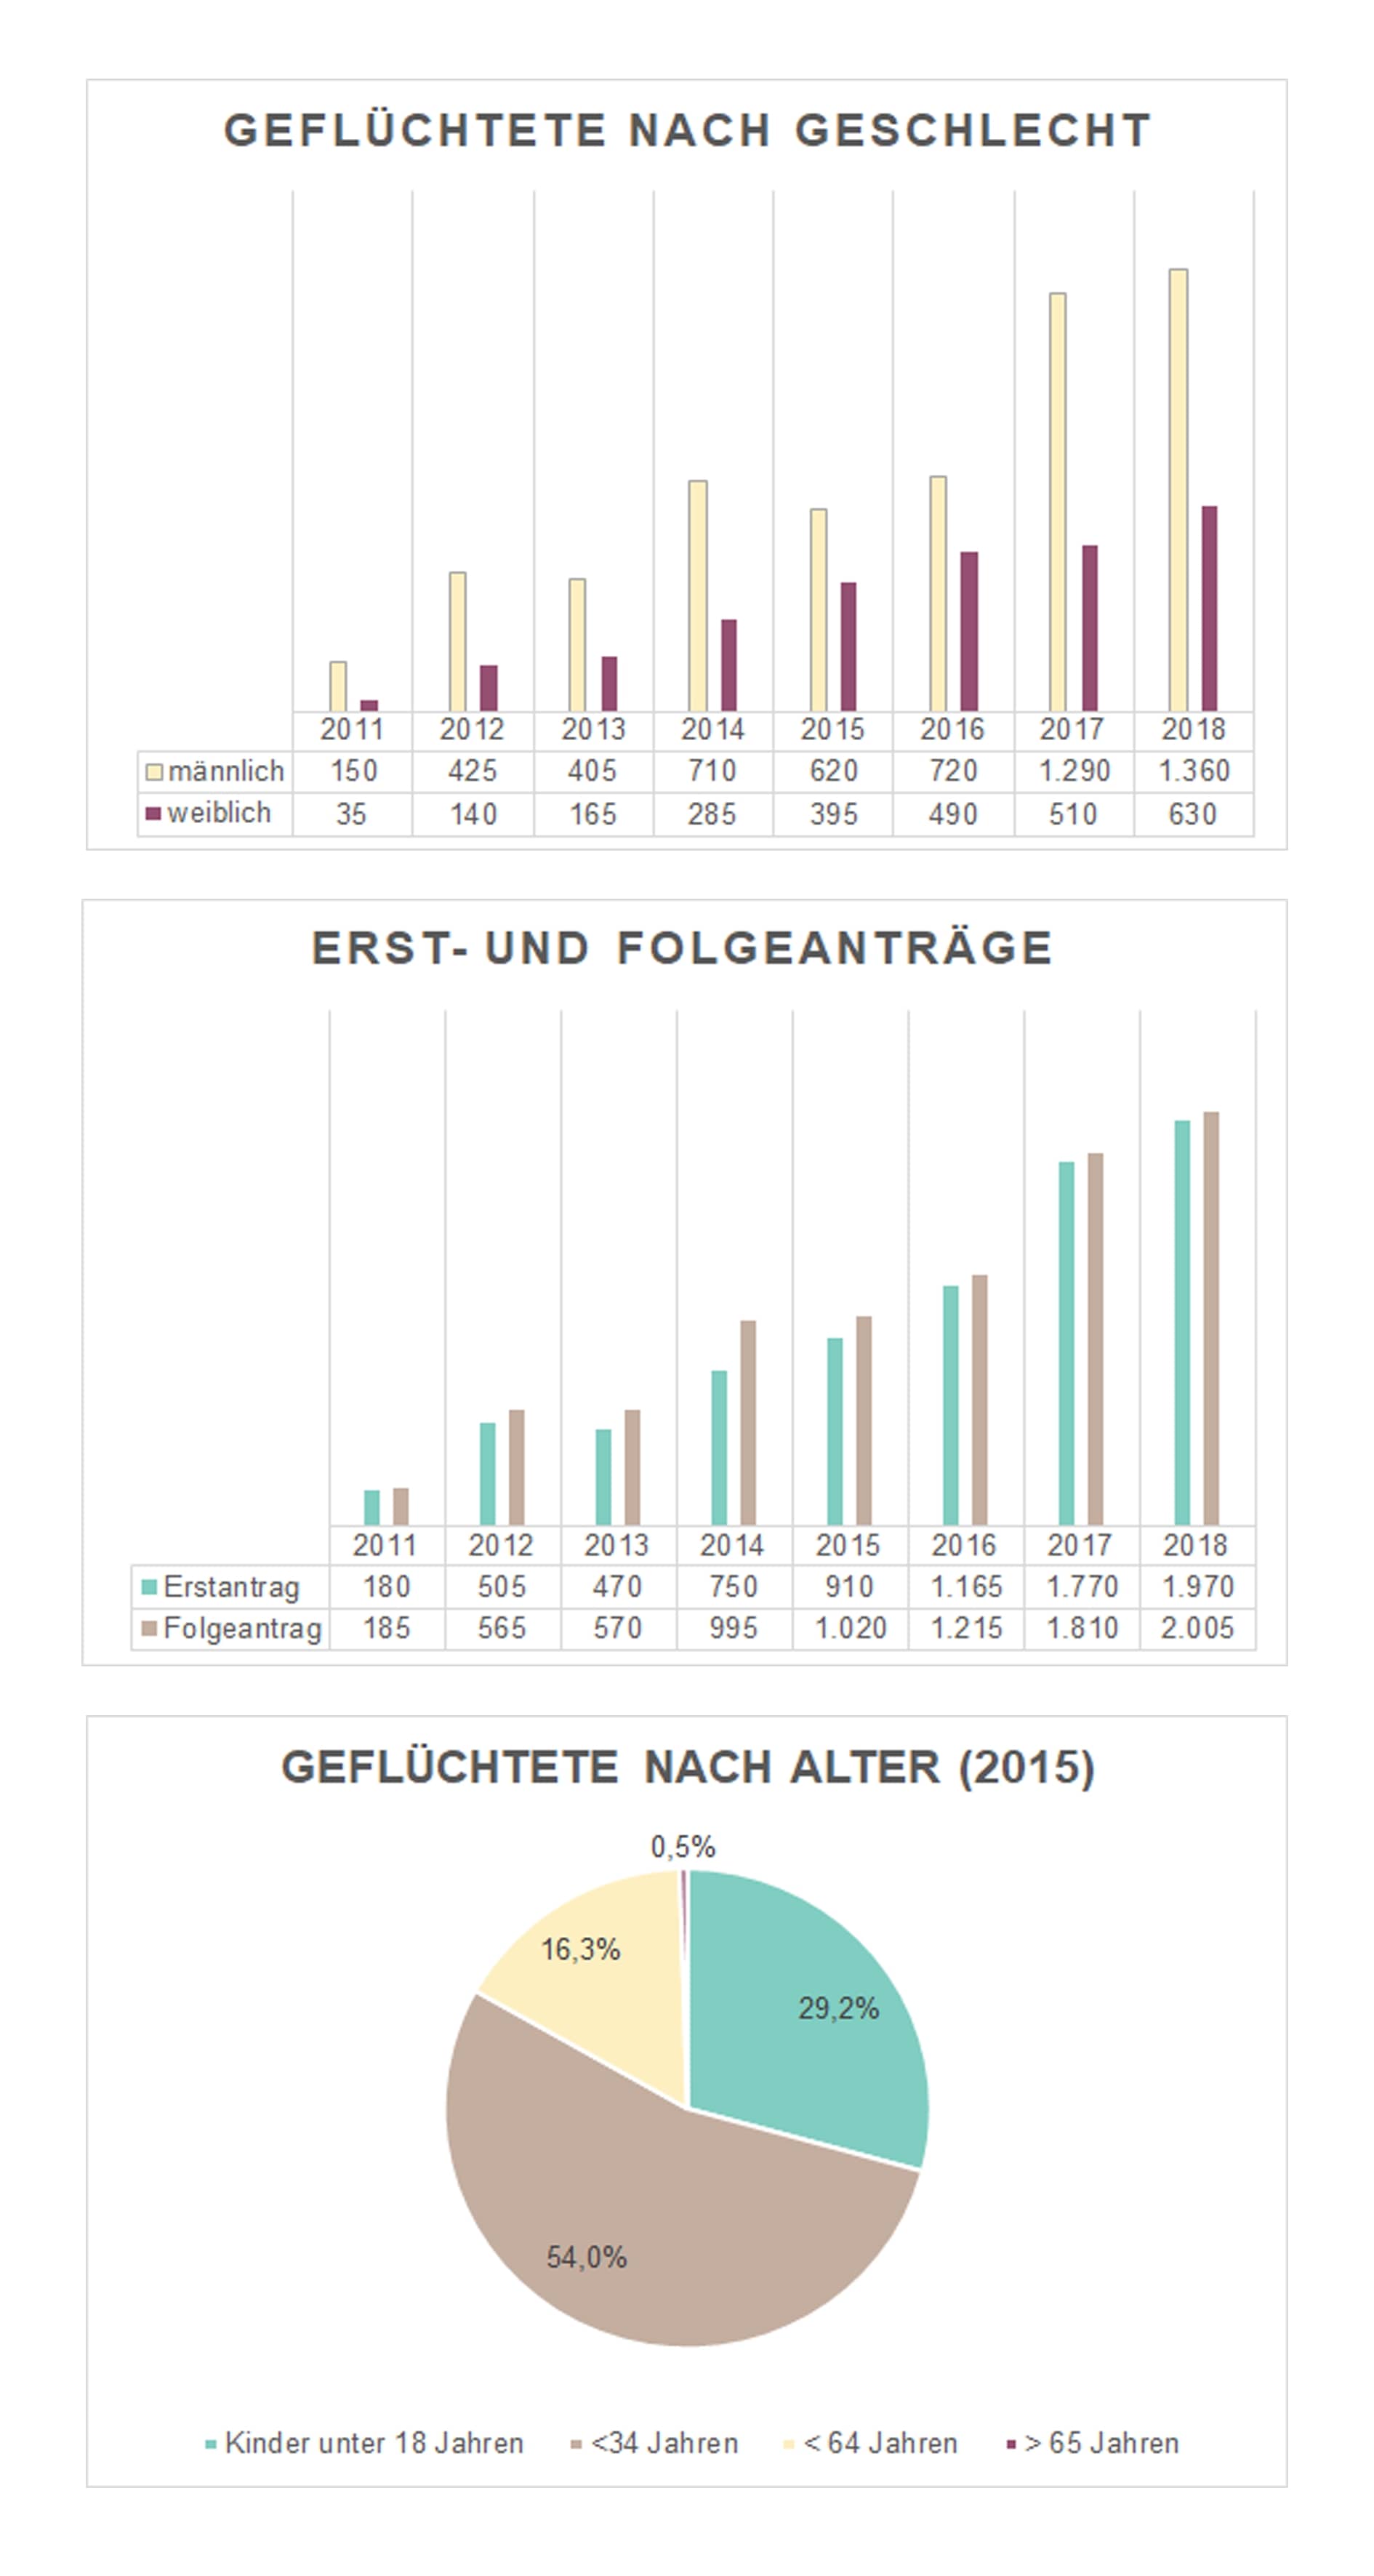 GEFLÜCHTETE NACH GESCHLECHT
2011 2012 2013 2014 2015 2016 2017 2018
männlich 150 425 405 710 620 720 1.290 1.360
weiblich 35 140 165 285 395 490 510 630
ERST- UND FOLGEANTRÄGE
2011 2012 2013 2014 2015 2016 2017 2018
Erstantrag 180 505 470 750 910 1.165 1.770 1.970
Folgeantrag 185 565 570 995 1.020 1.215 1.810 2.005
GEFLÜCHTETE NACH ALTER (2015)
0,5%
16,3%
29,2%
54,0%
Kinder unter 18 Jahren <34 Jahren < 64 Jahren > 65 Jahren